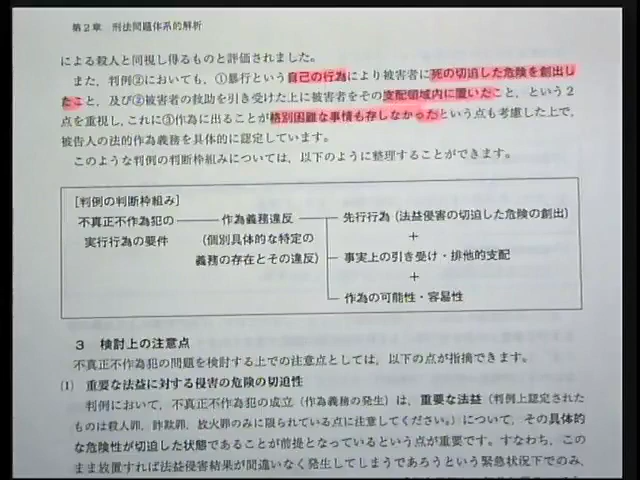 第2章 刑法問題体系的解析
による殺人と同視し得るものと評価されました。
また，判例②においても，①暴行という自己の行為により被害者に死の切迫した危険を創出し
たこと，及び②被害者の救助を引き受けた上に被害者をその支配領域内に置いたこと，という2
点を重視し，これに③作為に出ることが格別困難な事情も存しなかったという点も考慮した上で，
被告人の法的作為義務を具体的に認定しています。
このような判例の判断枠組みについては，以下のように整理することができます。
［判例の判断枠組み］
不真正不作為犯の 作為義務違反 先行行為（法益侵害の切迫した危険の創出）
実行行為の要件 （個別具体的な特定の ＋
義務の存在とその違反） 事実上の引き受け・排他的支配
＋
作為の可能性・容易性
3 検討上の注意点
不真正不作為犯の問題を検討する上での注意点としては，以下の点が指摘できます。
(1) 重要な法益に対する侵害の危険の切迫性
判例において，不真正不作為犯の成立（作為義務の発生）は，重要な法益（判例上認定された
ものは殺人罪，詐欺罪，放火罪のみに限られている点に注意してください。）について，その具体的
な危険性が切迫した状態であることが前提となっているという点が重要です。すなわち，この
まま放置すれば法益侵害結果が間違いなく発生してしまうであろうという緊急状況下でのみ，